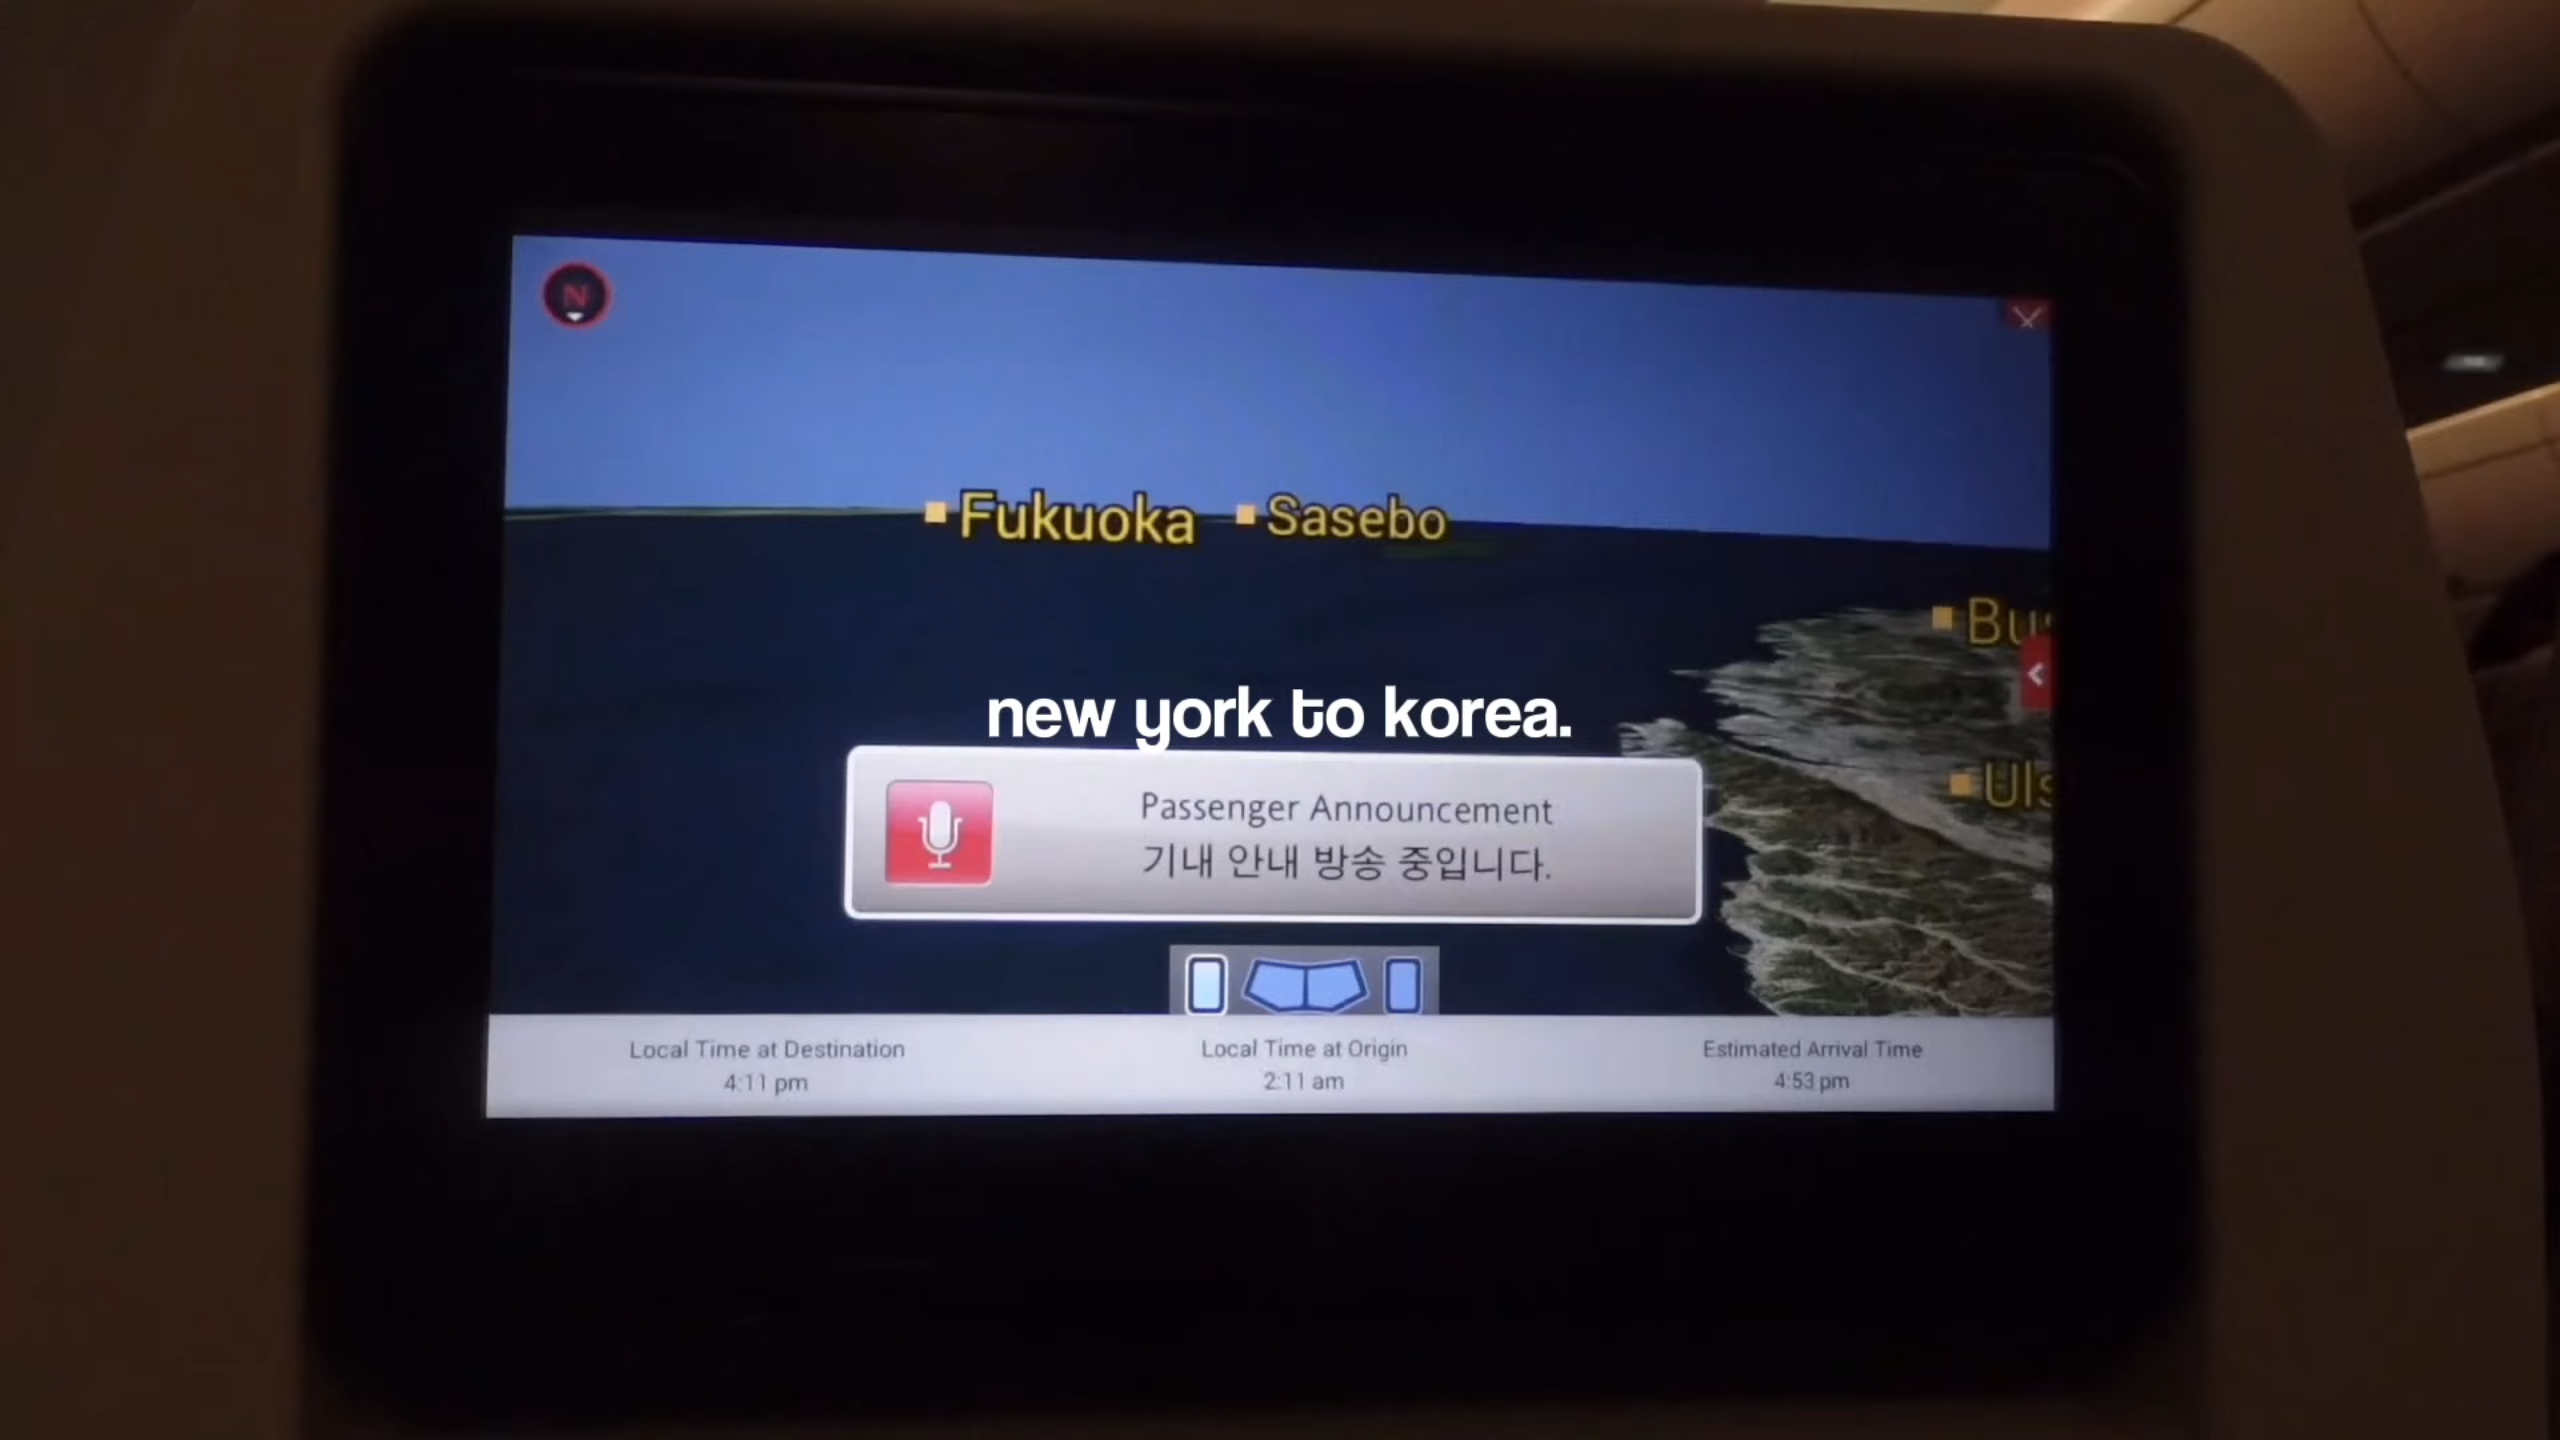 N
Fukuoka
Sasebo
new york to korea.
Passenger Announcement
기내 안내 방송 중입니다.
Local Time at Destination
4:11 pm
Local Time at Origin
2:11 am
Estimated Arrival Time
4:53 pm